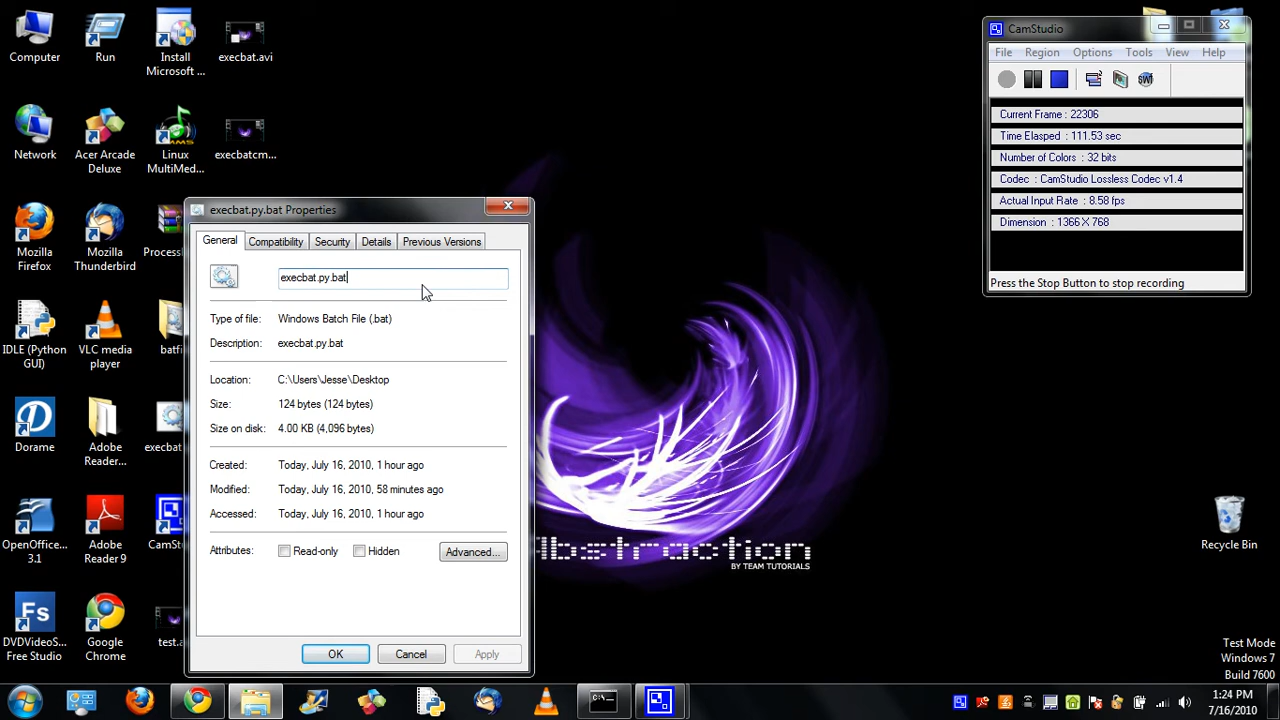 Computer
Run
Install
Microsoft ...
execbat.avi
Network
Acer Arcade
Deluxe
Linux
MultiMed...
execbatcm...
Mozilla
Firefox
Mozilla
Thunderbird
Process
IDLE (Python
GUI)
VLC media
player
batfi
Dorame
Adobe
Reader...
execba
OpenOffice...
3.1
Adobe
Reader 9
CamSt
DVDVideoS...
Free Studio
Google
Chrome
test.a
execbat.py.bat Properties
General
Compatibility
Security
Details
Previous Versions
execbat.py.bat
Type of file: Windows Batch File (.bat)
Description: execbat.py.bat
Location: C:\Users\Jesse\Desktop
Size: 124 bytes (124 bytes)
Size on disk: 4.00 KB (4,096 bytes)
Created: Today, July 16, 2010, 1 hour ago
Modified: Today, July 16, 2010, 58 minutes ago
Accessed: Today, July 16, 2010, 1 hour ago
Attributes: Read-only Hidden Advanced...
OK Cancel Apply
CamStudio
File Region Options Tools View Help
SWF
Current Frame : 22306
Time Elasped : 111.53 sec
Number of Colors : 32 bits
Codec : CamStudio Lossless Codec v1.4
Actual Input Rate : 8.58 fps
Dimension : 1366 X 768
Press the Stop Button to stop recording
Abstraction
BY TEAM TUTORIALS
Recycle Bin
Test Mode
Windows 7
Build 7600
1:24 PM
7/16/2010